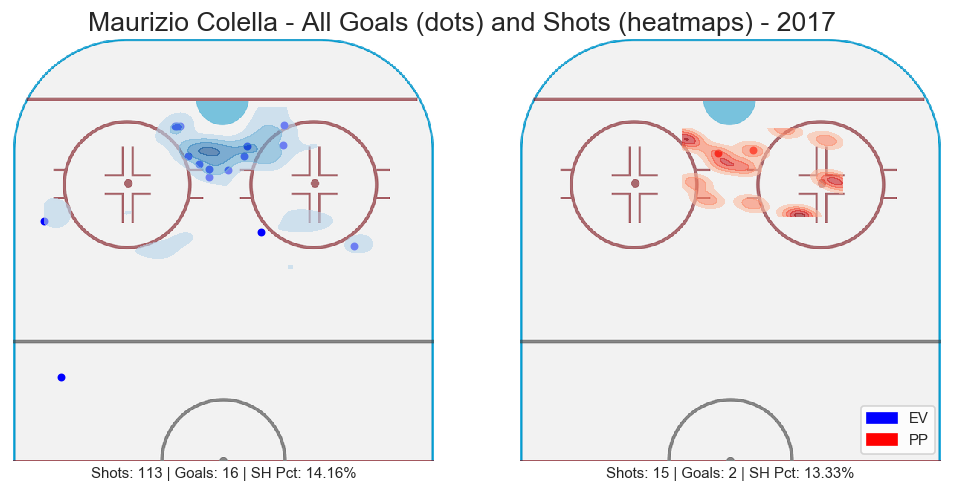 Maurizio Colella - All Goals (dots) and Shots (heatmaps) - 2017
EV
PP
Shots: 113 | Goals: 16 | SH Pct: 14.16%
Shots: 15 | Goals: 2 | SH Pct: 13.33%